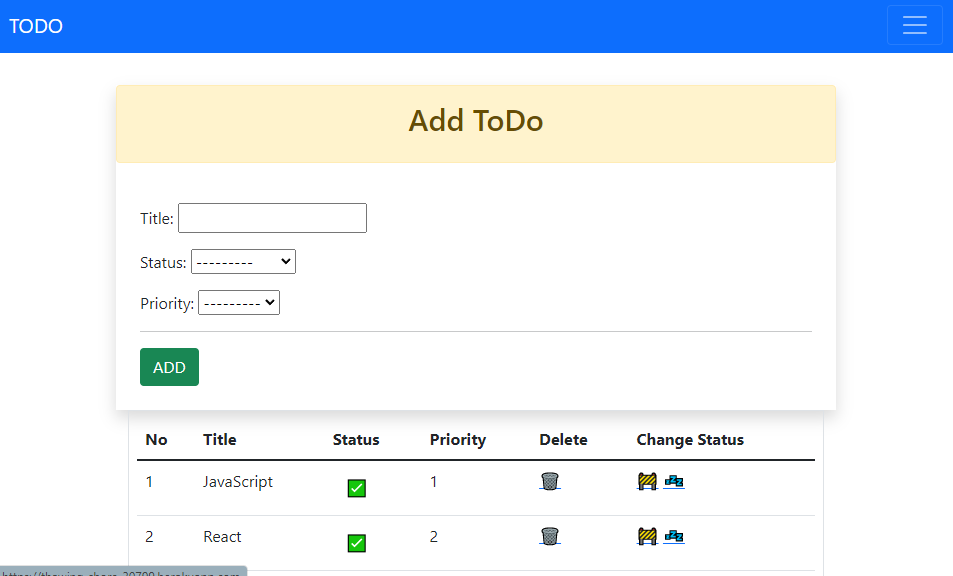 TODO
Add ToDo
Title:
Status: ---------
Priority: ---------
ADD
No Title Status Priority Delete Change Status
1 JavaScript 1
2 React 2